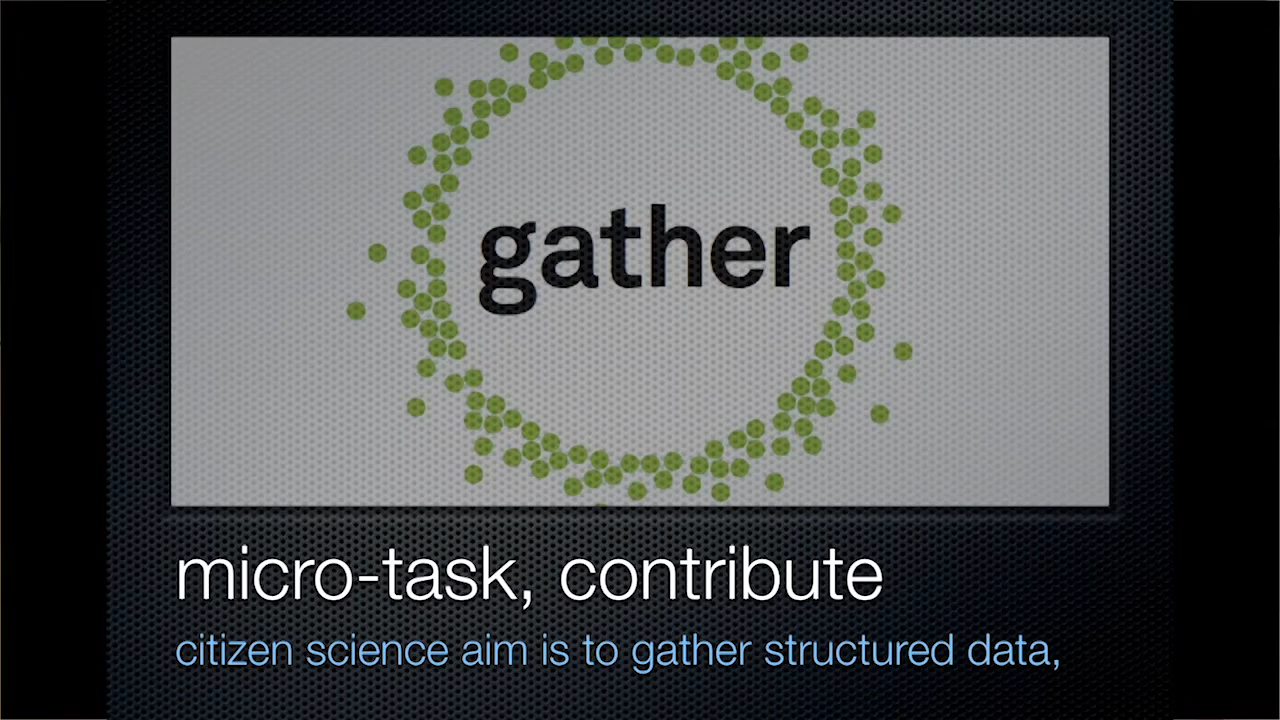 gather
micro-task, contribute
citizen science aim is to gather structured data,